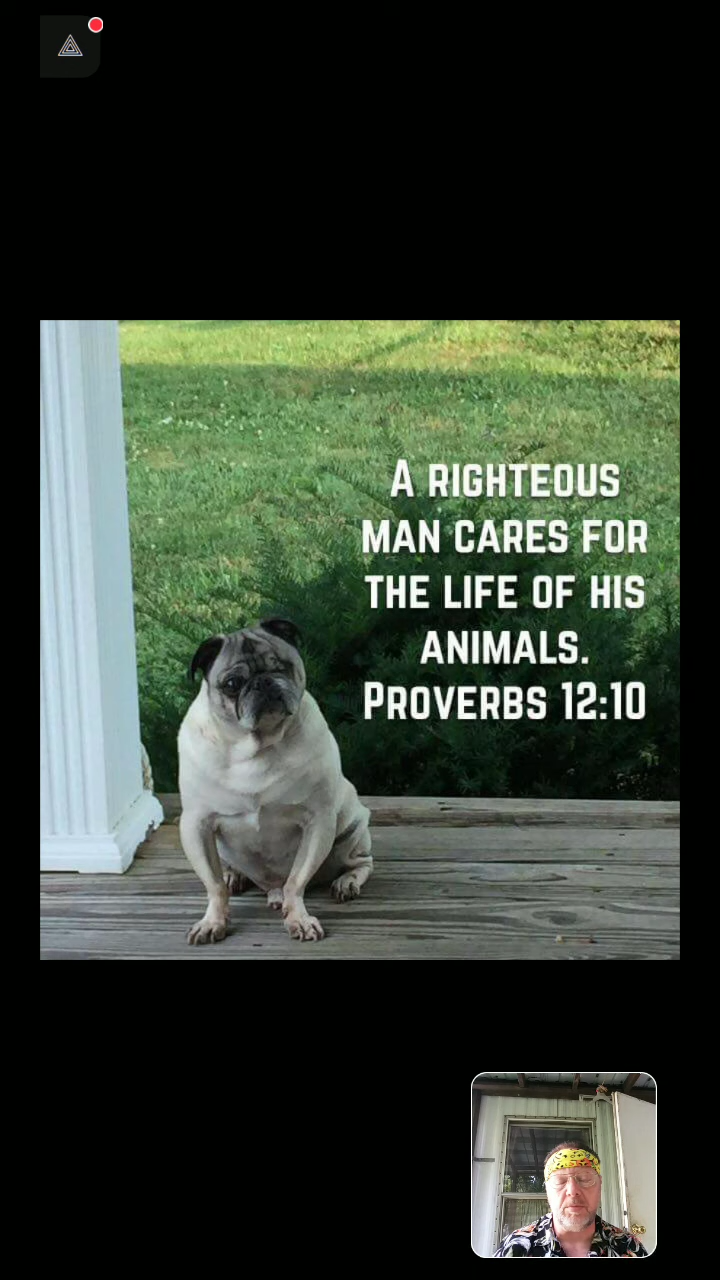 A RIGHTEOUS
MAN CARES FOR
THE LIFE OF HIS
ANIMALS.
PROVERBS 12:10